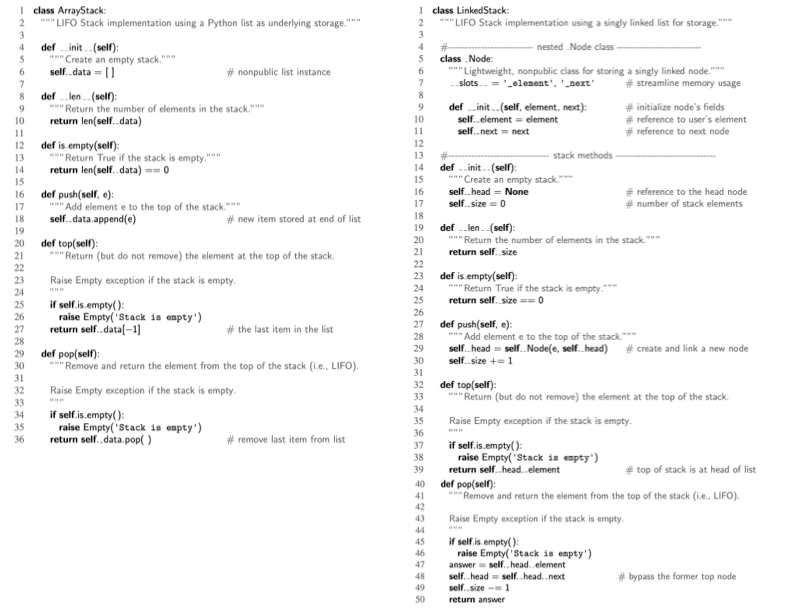 1 class ArrayStack:
2 """LIFO Stack implementation using a Python list as underlying storage."""
3
4 def __init__(self):
5 """Create an empty stack."""
6 self._data = [ ] # nonpublic list instance
7
8 def __len__(self):
9 """Return the number of elements in the stack."""
10 return len(self._data)
11
12 def is_empty(self):
13 """Return True if the stack is empty."""
14 return len(self._data) == 0
15
16 def push(self, e):
17 """Add element e to the top of the stack."""
18 self._data.append(e) # new item stored at end of list
19
20 def top(self):
21 """Return (but do not remove) the element at the top of the stack.
22
23 Raise Empty exception if the stack is empty.
24 """
25 if self.is_empty():
26 raise Empty('Stack is empty')
27 return self._data[−1] # the last item in the list
28
29 def pop(self):
30 """Remove and return the element from the top of the stack (i.e., LIFO).
31
32 Raise Empty exception if the stack is empty.
33 """
34 if self.is_empty():
35 raise Empty('Stack is empty')
36 return self._data.pop( ) # remove last item from list
1 class LinkedStack:
2 """LIFO Stack implementation using a singly linked list for storage."""
3
4 #-------------------------- nested _Node class --------------------------
5 class _Node:
6 """Lightweight, nonpublic class for storing a singly linked node."""
7 __slots__ = '_element', '_next' # streamline memory usage
8
9 def __init__(self, element, next): # initialize node's fields
10 self._element = element # reference to user's element
11 self._next = next # reference to next node
12
13 #------------------------------- stack methods -------------------------------
14 def __init__(self):
15 """Create an empty stack."""
16 self._head = None # reference to the head node
17 self._size = 0 # number of stack elements
18
19 def __len__(self):
20 """Return the number of elements in the stack."""
21 return self._size
22
23 def is_empty(self):
24 """Return True if the stack is empty."""
25 return self._size == 0
26
27 def push(self, e):
28 """Add element e to the top of the stack."""
29 self._head = self._Node(e, self._head) # create and link a new node
30 self._size += 1
31
32 def top(self):
33 """Return (but do not remove) the element at the top of the stack.
34
35 Raise Empty exception if the stack is empty.
36 """
37 if self.is_empty():
38 raise Empty('Stack is empty')
39 return self._head._element # top of stack is at head of list
40 def pop(self):
41 """Remove and return the element from the top of the stack (i.e., LIFO).
42
43 Raise Empty exception if the stack is empty.
44 """
45 if self.is_empty():
46 raise Empty('Stack is empty')
47 answer = self._head._element
48 self._head = self._head._next # bypass the former top node
49 self._size −= 1
50 return answer